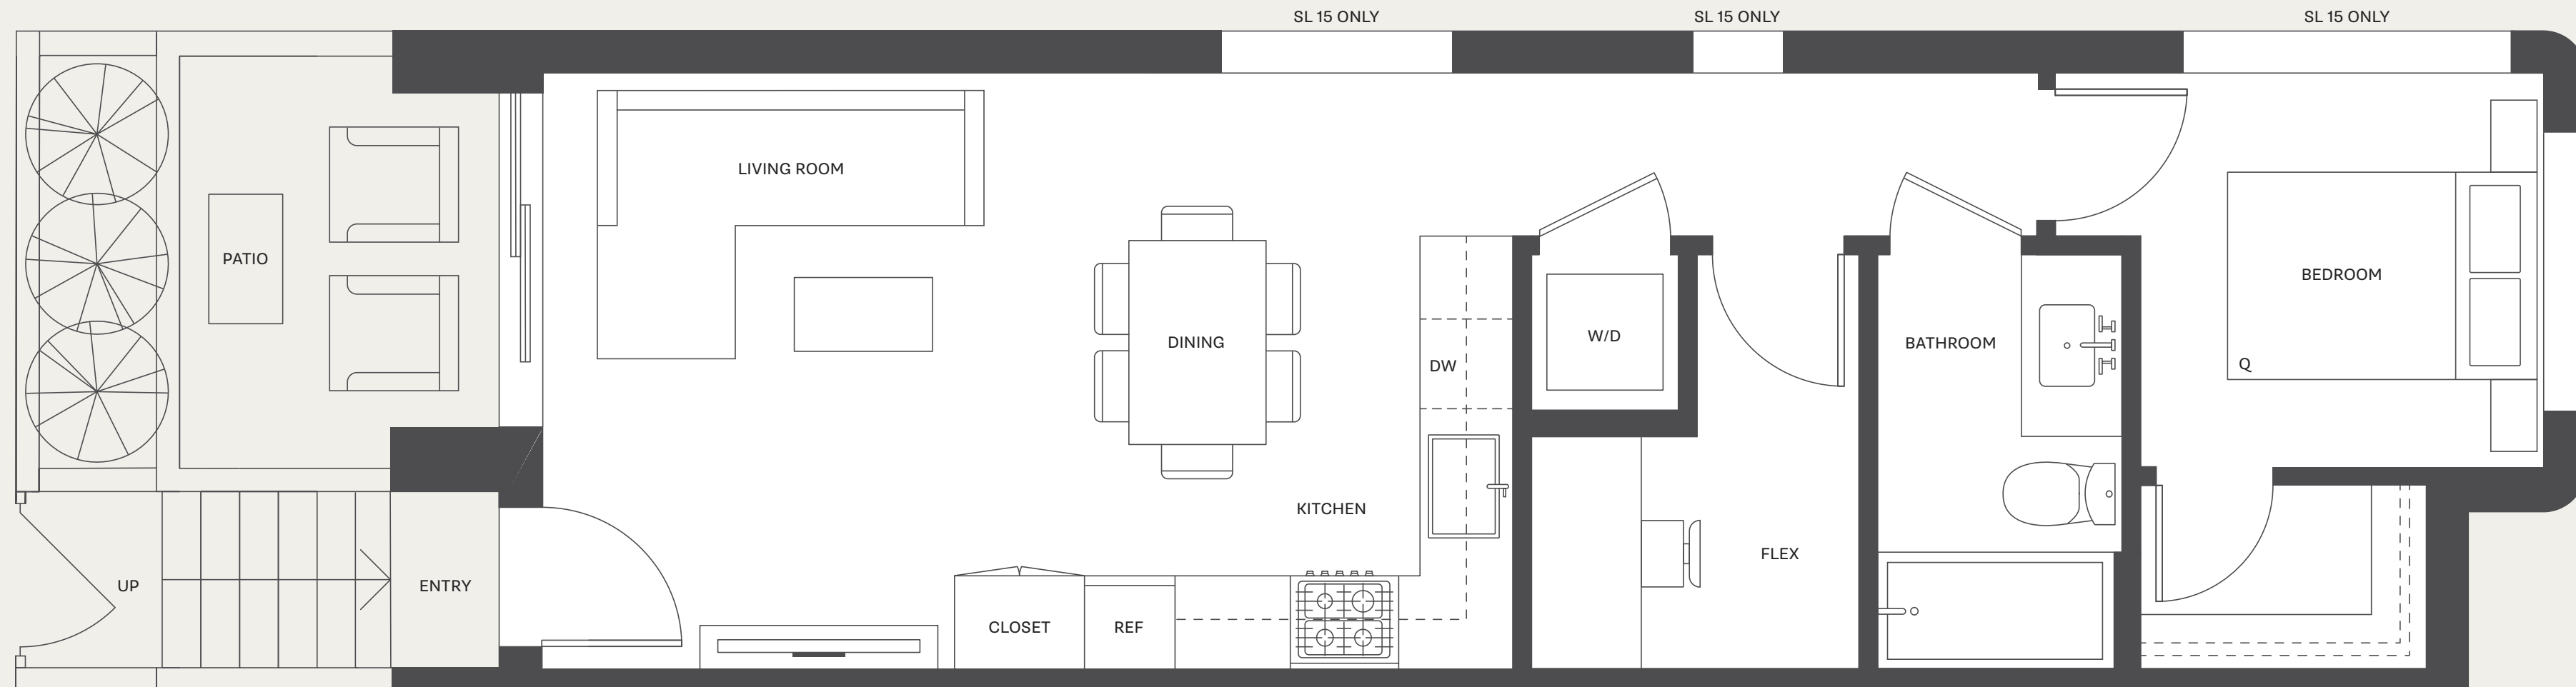 SL 15 ONLY
SL 15 ONLY
SL 15 ONLY
LIVING ROOM
PATIO
DINING
DW
W/D
BATHROOM
BEDROOM
Q
KITCHEN
FLEX
UP
ENTRY
CLOSET
REF